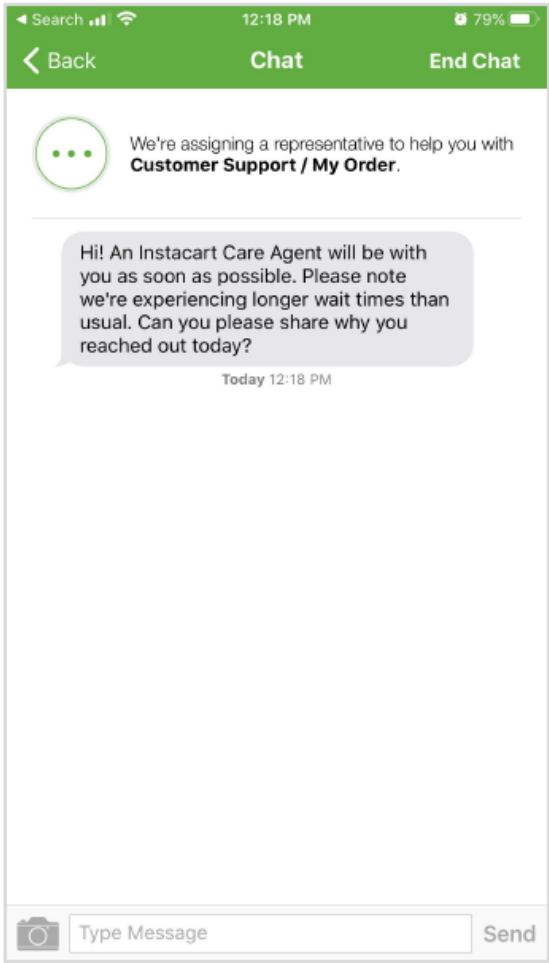 Search 12:18 PM 79%
Back Chat End Chat
We're assigning a representative to help you with
Customer Support / My Order.
Hi! An Instacart Care Agent will be with
you as soon as possible. Please note
we're experiencing longer wait times than
usual. Can you please share why you
reached out today?
Today 12:18 PM
Type Message Send